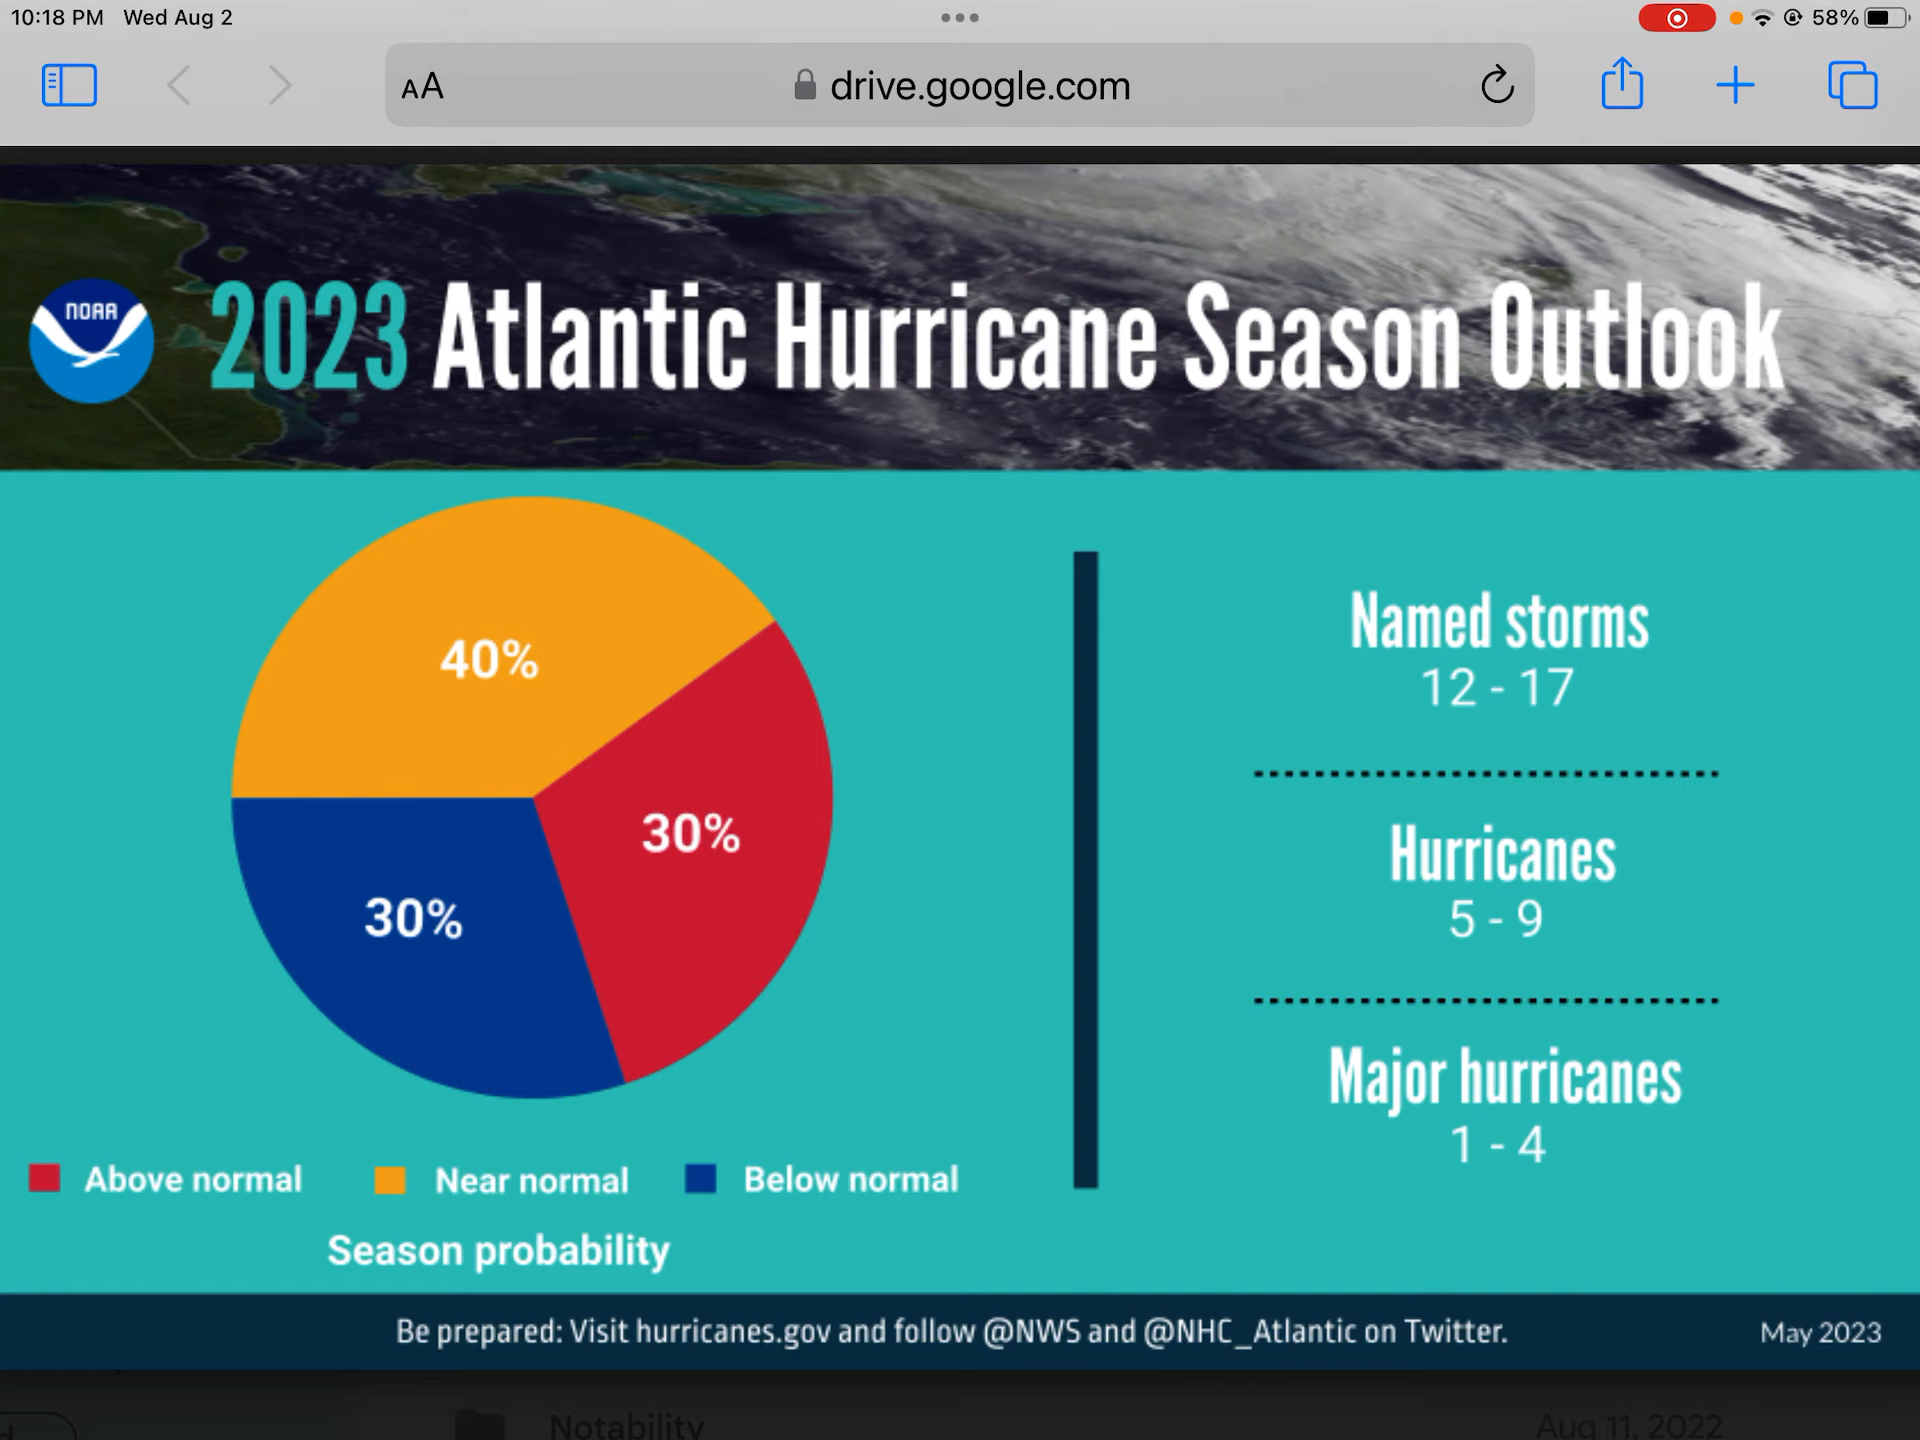 10:18 PM Wed Aug 2
58%
AA
drive.google.com
NOAA
2023 Atlantic Hurricane Season Outlook
40%
30%
30%
Above normal
Near normal
Below normal
Season probability
Named storms
12 - 17
Hurricanes
5 - 9
Major hurricanes
1 - 4
Be prepared: Visit hurricanes.gov and follow @NWS and @NHC_Atlantic on Twitter.
May 2023
Notability
Aug 11, 2022